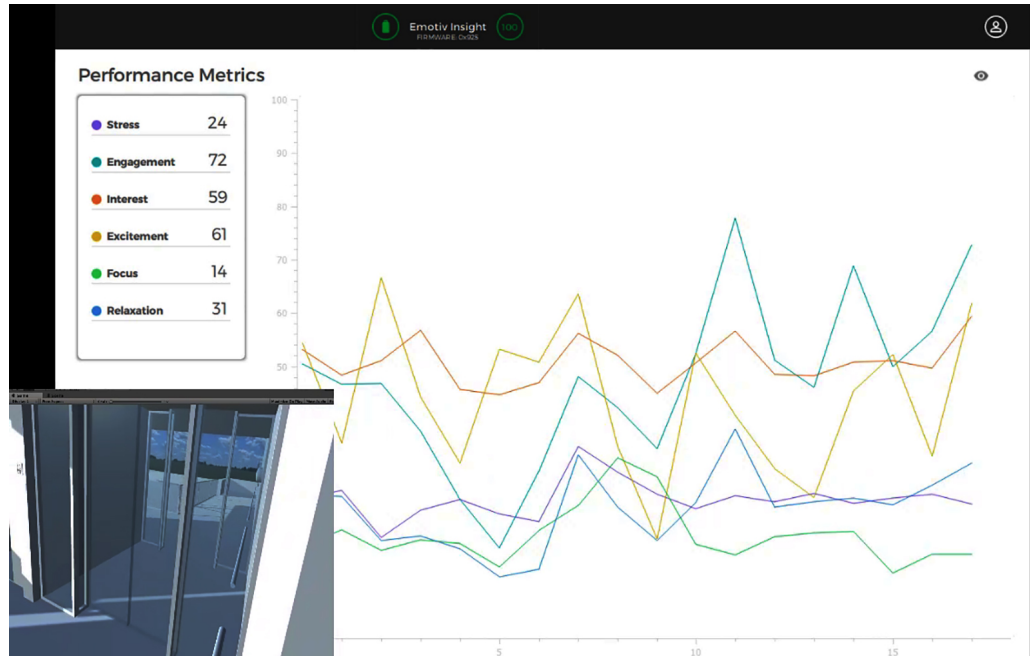 Emotiv Insight
100
FIRMWARE: 0x925
Performance Metrics
Stress 24
Engagement 72
Interest 59
Excitement 61
Focus 14
Relaxation 31
100
90
80
70
60
50
5
10
15